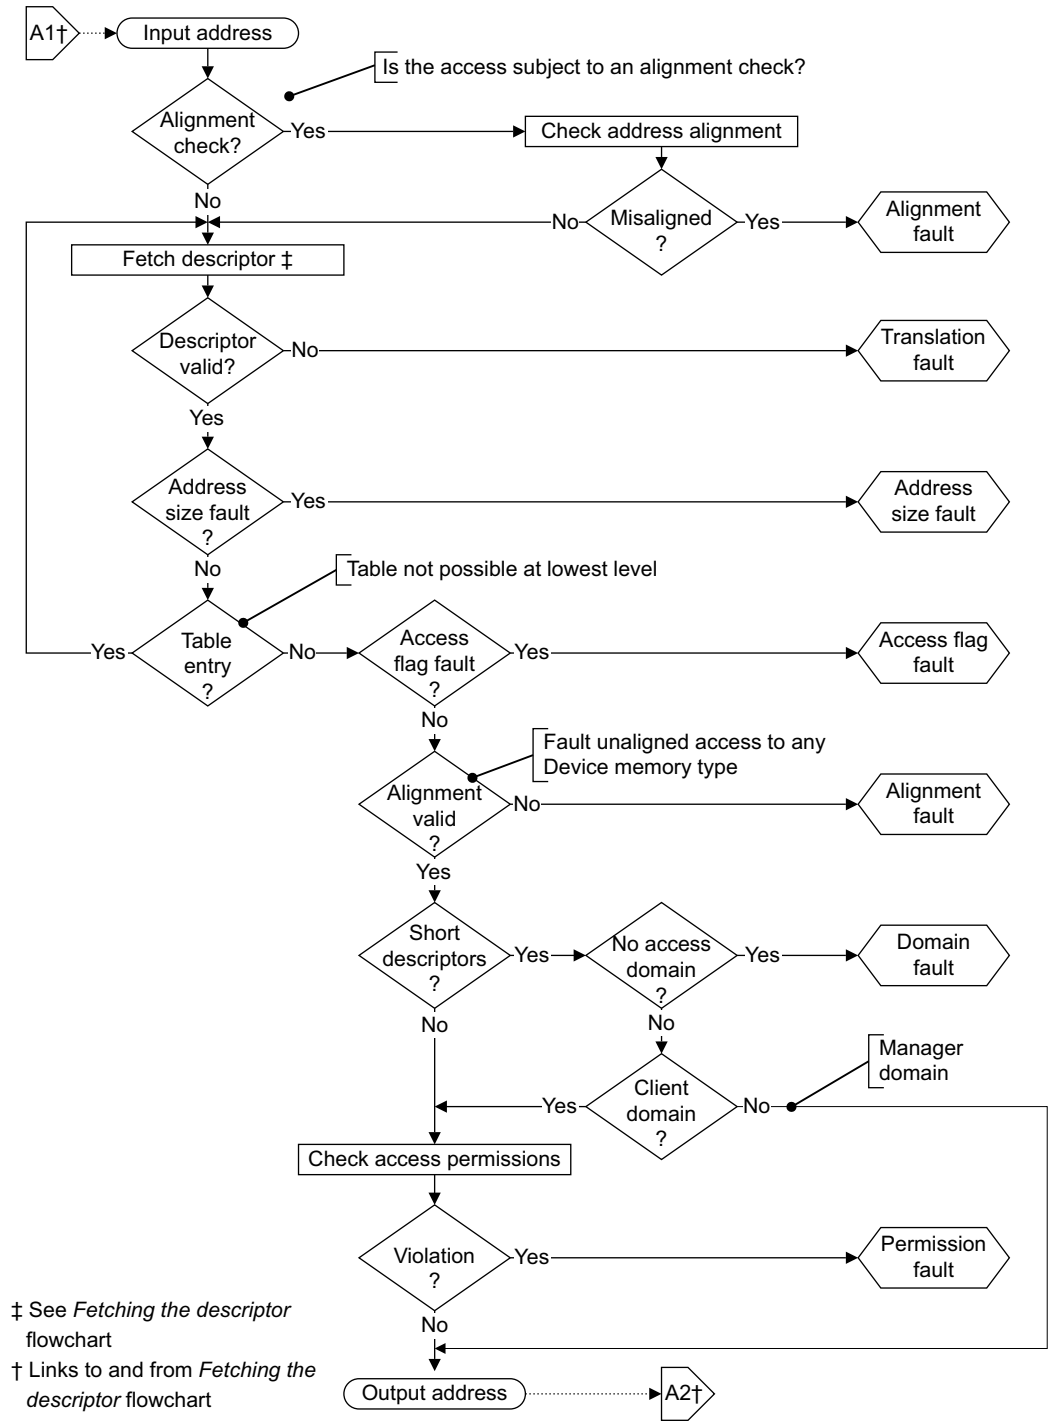 A1†
Input address
Is the access subject to an alignment check?
Alignment
check?
Yes
Check address alignment
No
Misaligned
?
No
Yes
Alignment
fault
Fetch descriptor ‡
Descriptor
valid?
No
Translation
fault
Yes
Address
size fault
?
Yes
Address
size fault
No
Table not possible at lowest level
Table
entry
?
Yes
No
Access
flag fault
?
Yes
Access flag
fault
No
Fault unaligned access to any
Device memory type
Alignment
valid
?
No
Alignment
fault
Yes
Short
descriptors
?
Yes
No access
domain
?
Yes
Domain
fault
No
No
Manager
domain
Client
domain
?
Yes
No
Check access permissions
Violation
?
Yes
Permission
fault
No
‡ See Fetching the descriptor
flowchart
† Links to and from Fetching the
descriptor flowchart
Output address
A2†